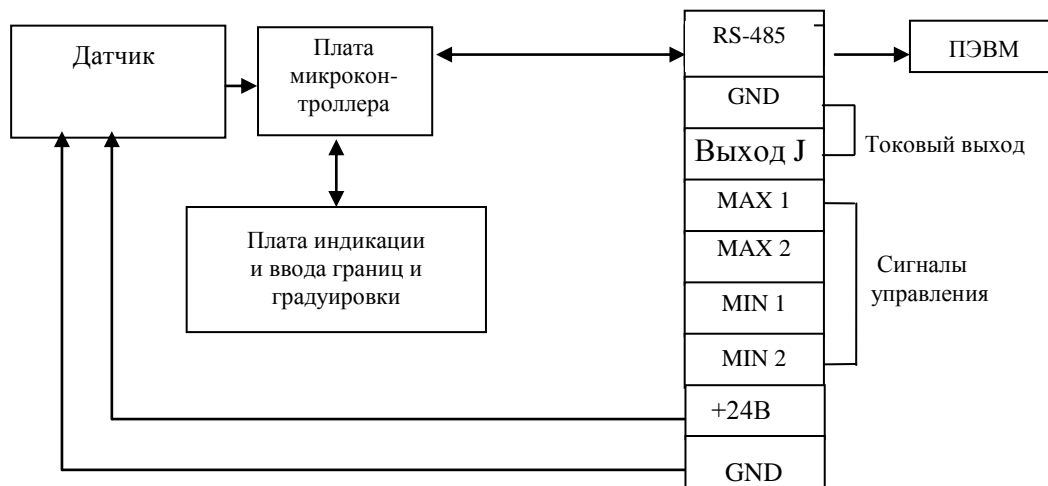 Датчик
Плата
микрокон-
троллера
Плата индикации
и ввода границ и
градуировки
RS-485
GND
Выход J
MAX 1
MAX 2
MIN 1
MIN 2
+24В
GND
ПЭВМ
Токовый выход
Сигналы
управления